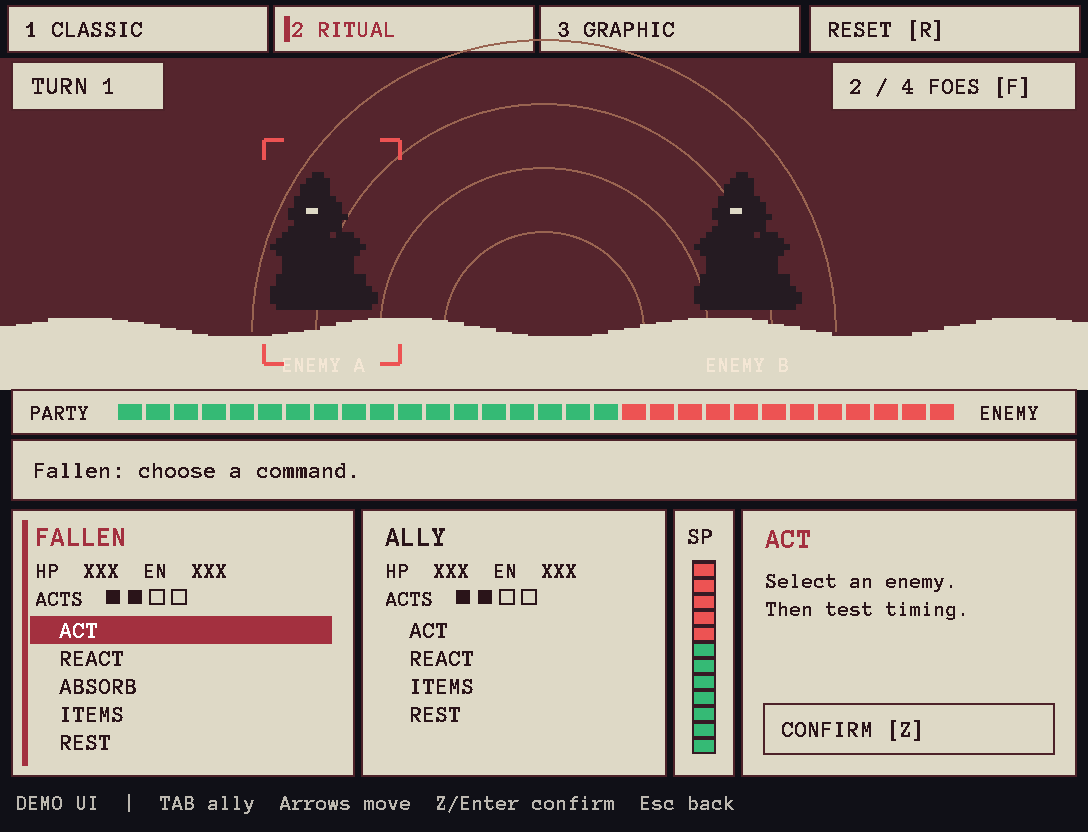 1 CLASSIC
2 RITUAL
3 GRAPHIC
RESET [R]
TURN 1
2 / 4 FOES [F]
ENEMY A
ENEMY B
PARTY
ENEMY
Fallen: choose a command.
FALLEN
HP XXX EN XXX
ACTS
ACT
REACT
ABSORB
ITEMS
REST
ALLY
HP XXX EN XXX
ACTS
ACT
REACT
ITEMS
REST
SP
ACT
Select an enemy.
Then test timing.
CONFIRM [Z]
DEMO UI | TAB ally Arrows move Z/Enter confirm Esc back